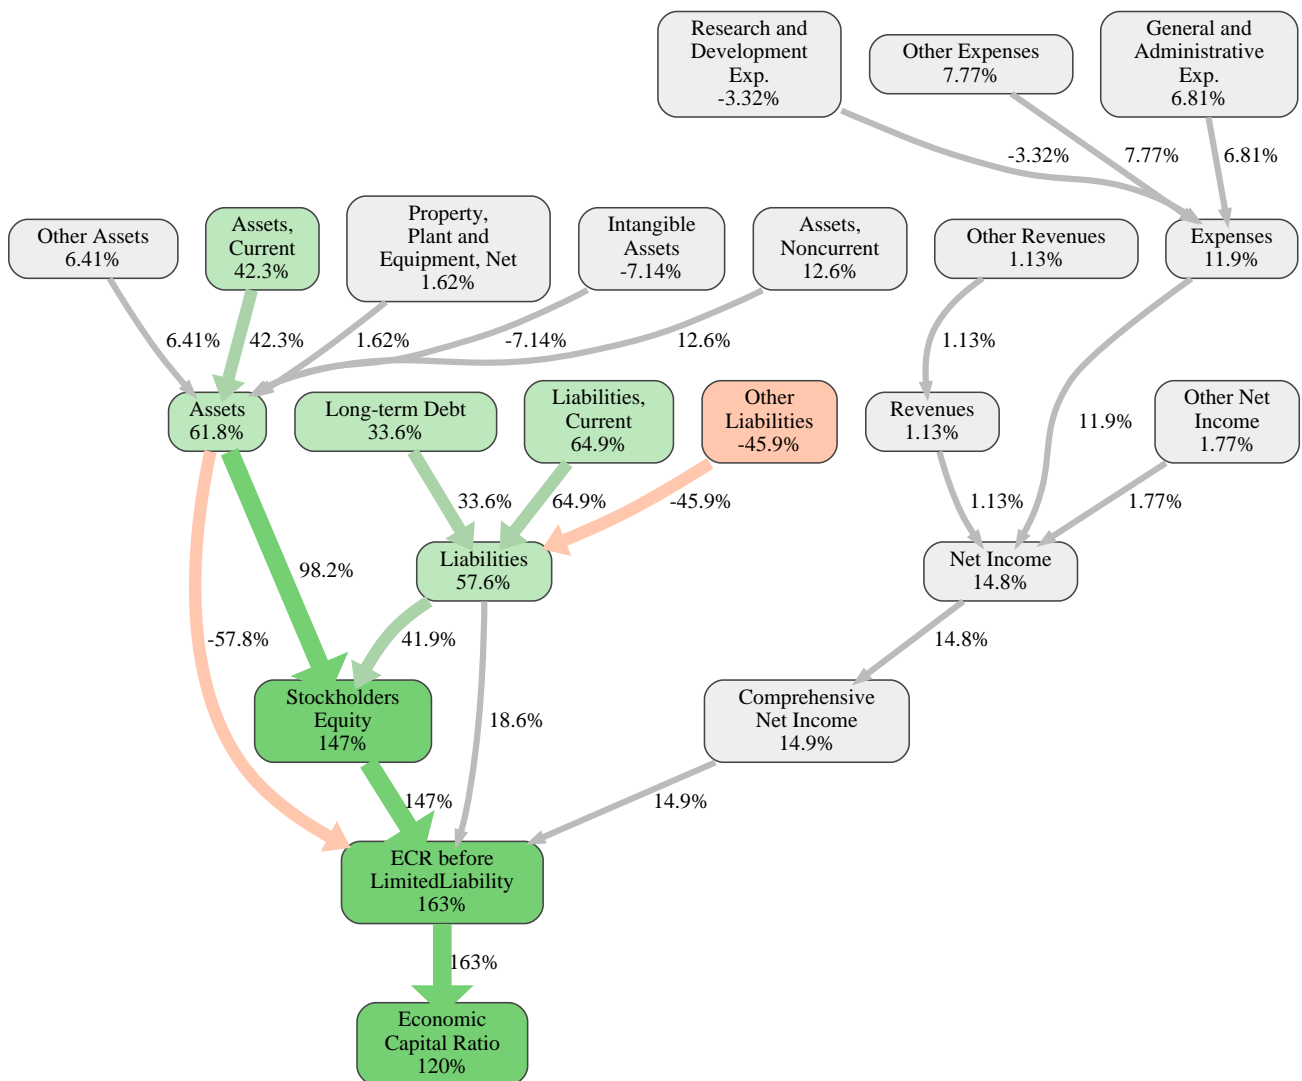 Research and
Development
Exp.
-3.32%
Other Expenses
7.77%
General and
Administrative
Exp.
6.81%
-3.32%
7.77%
6.81%
Other Assets
6.41%
Assets,
Current
42.3%
Property,
Plant and
Equipment, Net
1.62%
Intangible
Assets
-7.14%
Assets,
Noncurrent
12.6%
Other Revenues
1.13%
Expenses
11.9%
6.41%
42.3%
1.62%
-7.14%
12.6%
1.13%
Assets
61.8%
Long-term Debt
33.6%
Liabilities,
Current
64.9%
Other
Liabilities
-45.9%
Revenues
1.13%
11.9%
Other Net
Income
1.77%
33.6%
64.9%
-45.9%
1.13%
1.77%
98.2%
Liabilities
57.6%
Net Income
14.8%
-57.8%
41.9%
14.8%
Stockholders
Equity
147%
18.6%
Comprehensive
Net Income
14.9%
147%
14.9%
ECR before
LimitedLiability
163%
163%
Economic
Capital Ratio
120%